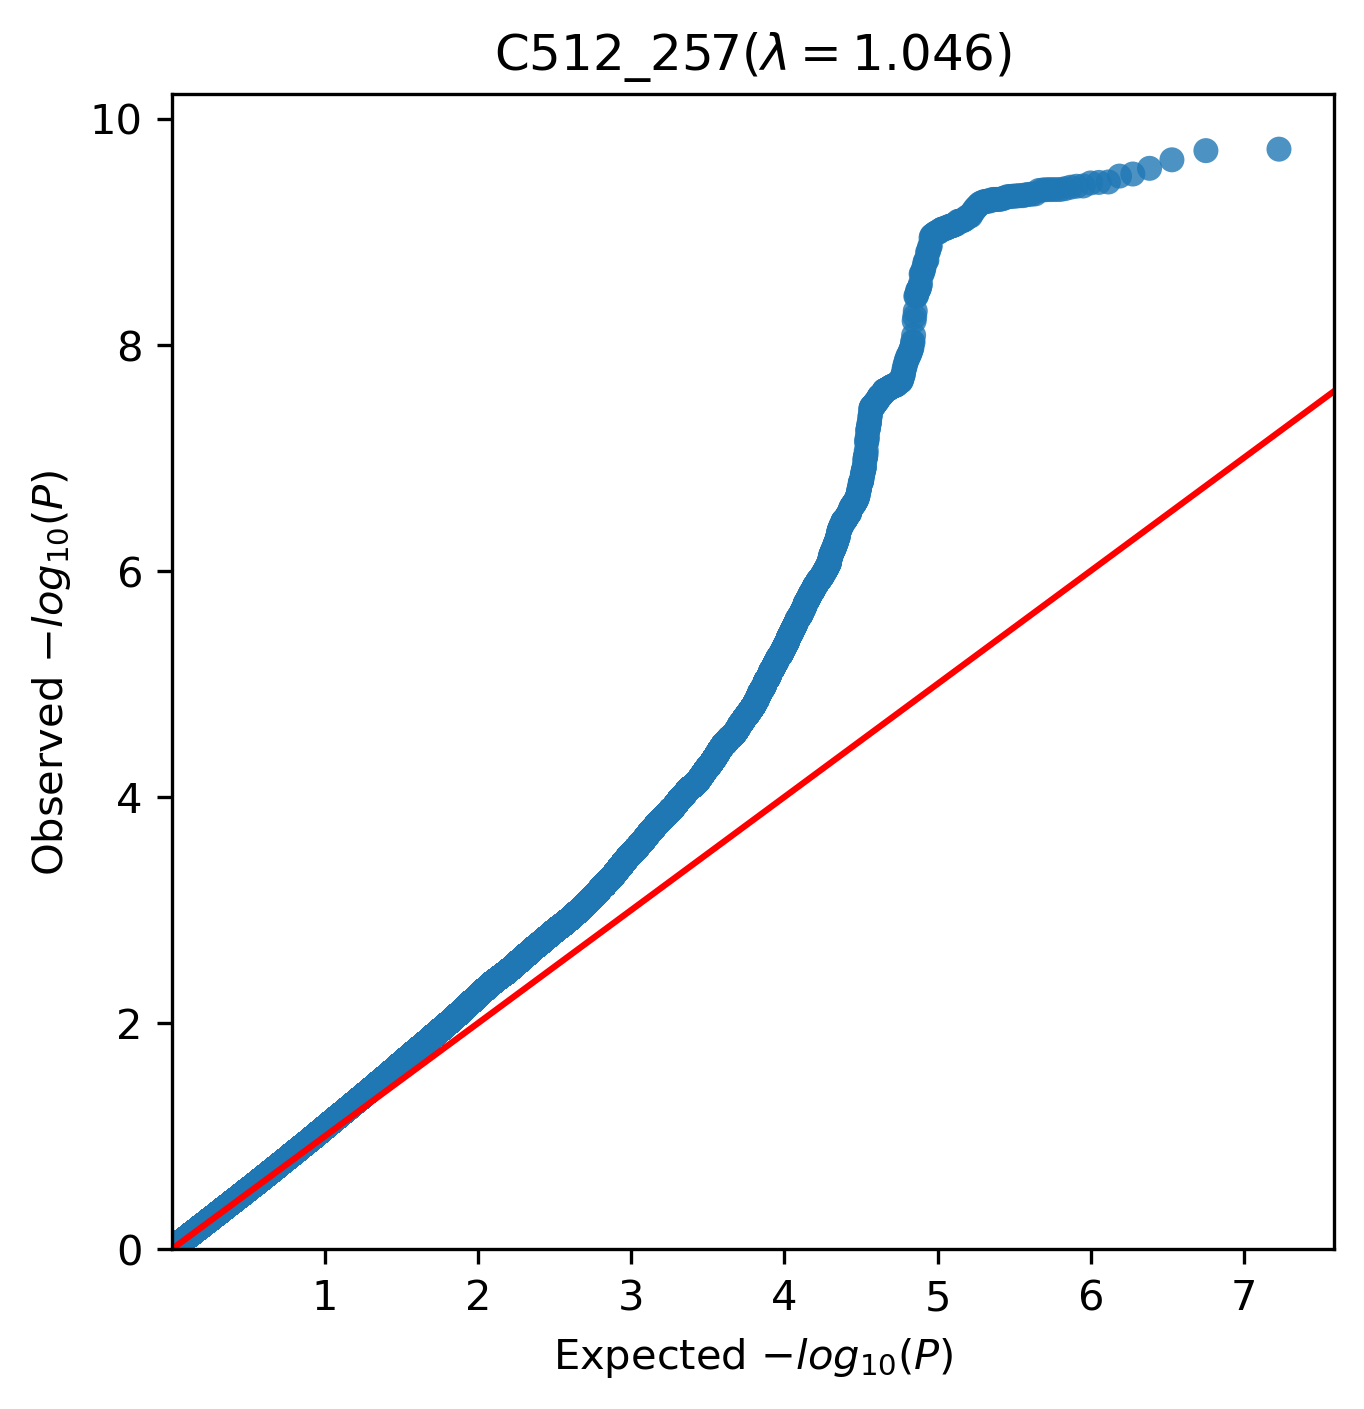 C512_257(λ = 1.046)
10
8
6
4
2
0
Observed −log₁₀(P)
1 2 3 4 5 6 7
Expected −log₁₀(P)